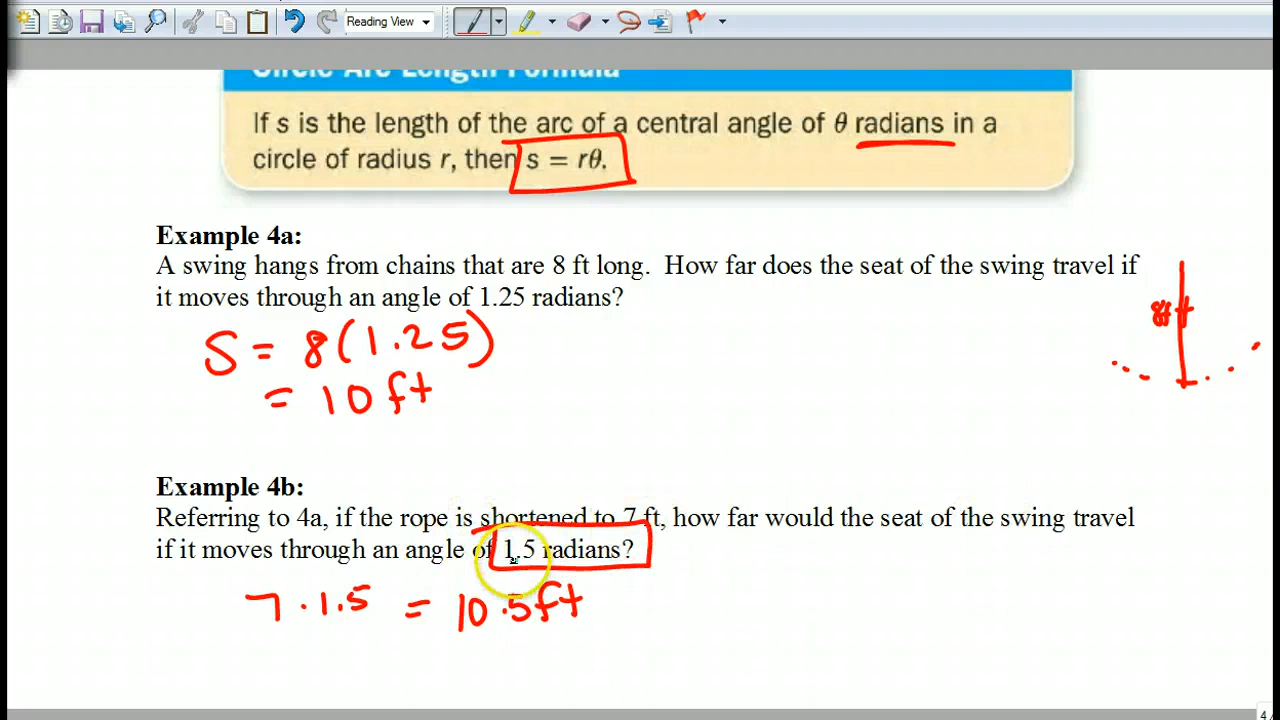 Reading View
Circle Arc Length Formula
If s is the length of the arc of a central angle of θ radians in a
circle of radius r, then s = rθ.
Example 4a:
A swing hangs from chains that are 8 ft long. How far does the seat of the swing travel if
it moves through an angle of 1.25 radians?
8ft
S = 8(1.25)
= 10 ft
Example 4b:
Referring to 4a, if the rope is shortened to 7 ft, how far would the seat of the swing travel
if it moves through an angle of 1.5 radians?
7 · 1.5 = 10.5ft